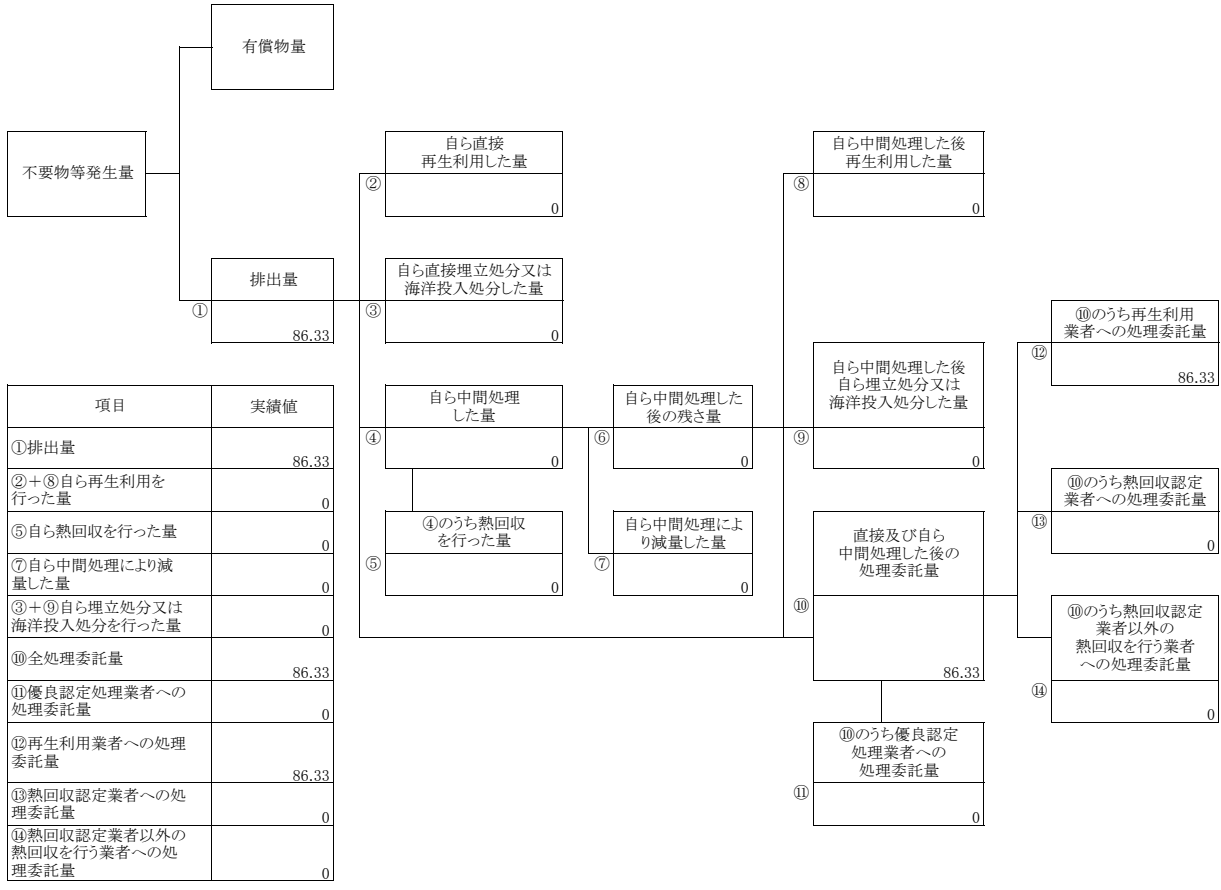 有償物量
不要物等発生量
排出量
①
86.33
自ら直接
再生利用した量
②
0
自ら直接埋立処分又は
海洋投入処分した量
③
0
自ら中間処理
した量
④
0
④のうち熱回収
を行った量
⑤
0
自ら中間処理した
後の残さ量
⑥
0
自ら中間処理によ
り減量した量
⑦
0
自ら中間処理した後
再生利用した量
⑧
0
自ら中間処理した後
自ら埋立処分又は
海洋投入処分した量
⑨
0
直接及び自ら
中間処理した後の
処理委託量
⑩
86.33
⑩のうち優良認定
処理業者への
処理委託量
⑪
0
⑩のうち再生利用
業者への処理委託量
⑫
86.33
⑩のうち熱回収認定
業者への処理委託量
⑬
0
⑩のうち熱回収認定
業者以外の
熱回収を行う業者
への処理委託量
⑭
0
項目 実績値
①排出量
86.33
②＋⑧自ら再生利用を
行った量
0
⑤自ら熱回収を行った量
0
⑦自ら中間処理により減
量した量
0
③＋⑨自ら埋立処分又は
海洋投入処分を行った量
0
⑩全処理委託量
86.33
⑪優良認定処理業者への
処理委託量
0
⑫再生利用業者への処理
委託量
86.33
⑬熱回収認定業者への処
理委託量
0
⑭熱回収認定業者以外の
熱回収を行う業者への処
理委託量
0